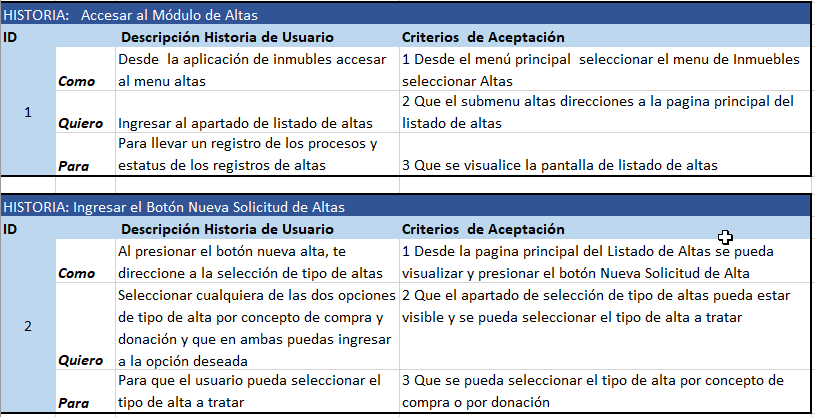 HISTORIA: Accesar al Módulo de Altas
ID Descripción Historia de Usuario Criterios de Aceptación
1
Como
Desde la aplicación de inmubles accesar
al menu altas
1 Desde el menú principal seleccionar el menu de Inmuebles
seleccionar Altas
Quiero
Ingresar al apartado de listado de altas
2 Que el submenu altas direcciones a la pagina principal del
listado de altas
Para
Para llevar un registro de los procesos y
estatus de los registros de altas
3 Que se visualice la pantalla de listado de altas
HISTORIA: Ingresar el Botón Nueva Solicitud de Altas
ID Descripción Historia de Usuario Criterios de Aceptación
2
Como
Al presionar el botón nueva alta, te
direccione a la selección de tipo de altas
1 Desde la pagina principal del Listado de Altas se pueda
visualizar y presionar el botón Nueva Solicitud de Alta
Quiero
Seleccionar cualquiera de las dos opciones
de tipo de alta por concepto de compra y
donación y que en ambas puedas ingresar
a la opción deseada
2 Que el apartado de selección de tipo de altas pueda estar
visible y se pueda seleccionar el tipo de alta a tratar
Para
Para que el usuario pueda seleccionar el
tipo de alta a tratar
3 Que se pueda seleccionar el tipo de alta por concepto de
compra o por donación